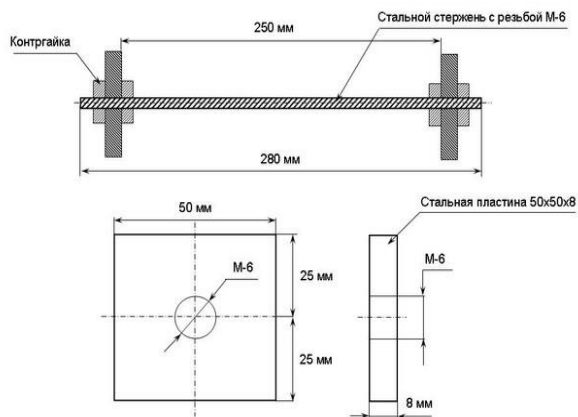 Стальной стержень с резьбой М-6
250 мм
Контргайка
280 мм
50 мм
Стальная пластина 50х50х8
М-6
25 мм
М-6
25 мм
8 мм